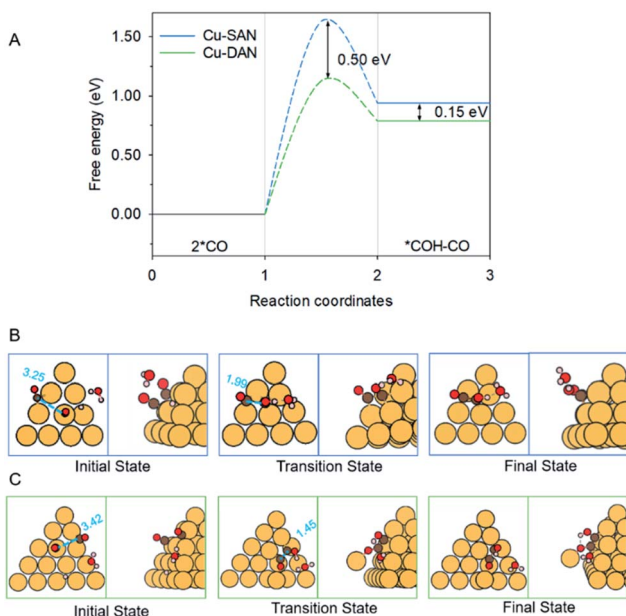 A
Cu-SAN
Cu-DAN
1.50
1.00
0.50
0.00
Free energy (eV)
0.50 eV
0.15 eV
2*CO
*COH-CO
0
1
2
3
Reaction coordinates
B
3.25
1.99
Initial State
Transition State
Final State
C
3.42
1.45
Initial State
Transition State
Final State